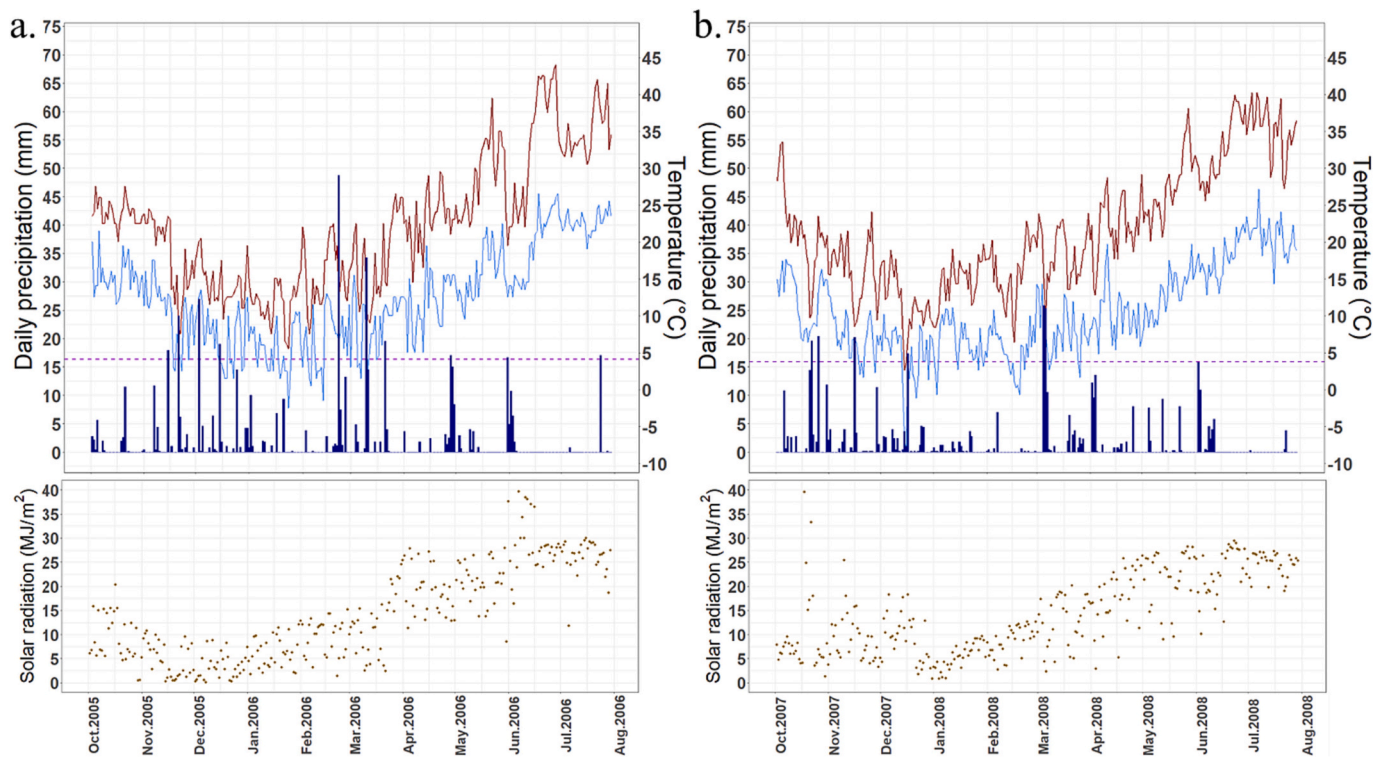 a.
75
70
65
60
55
50
45
40
35
30
25
20
15
10
5
0
Daily precipitation (mm)
45
40
35
30
25
20
15
10
5
0
-5
-10
Temperature (°C)
40
35
30
25
20
15
10
5
0
Solar radiation (MJ/m²)
Oct.2005
Nov.2005
Dec.2005
Jan.2006
Feb.2006
Mar.2006
Apr.2006
May.2006
Jun.2006
Jul.2006
Aug.2006
b.
75
70
65
60
55
50
45
40
35
30
25
20
15
10
5
0
Daily precipitation (mm)
45
40
35
30
25
20
15
10
5
0
-5
-10
Temperature (°C)
40
35
30
25
20
15
10
5
0
Solar radiation (MJ/m²)
Oct.2007
Nov.2007
Dec.2007
Jan.2008
Feb.2008
Mar.2008
Apr.2008
May.2008
Jun.2008
Jul.2008
Aug.2008